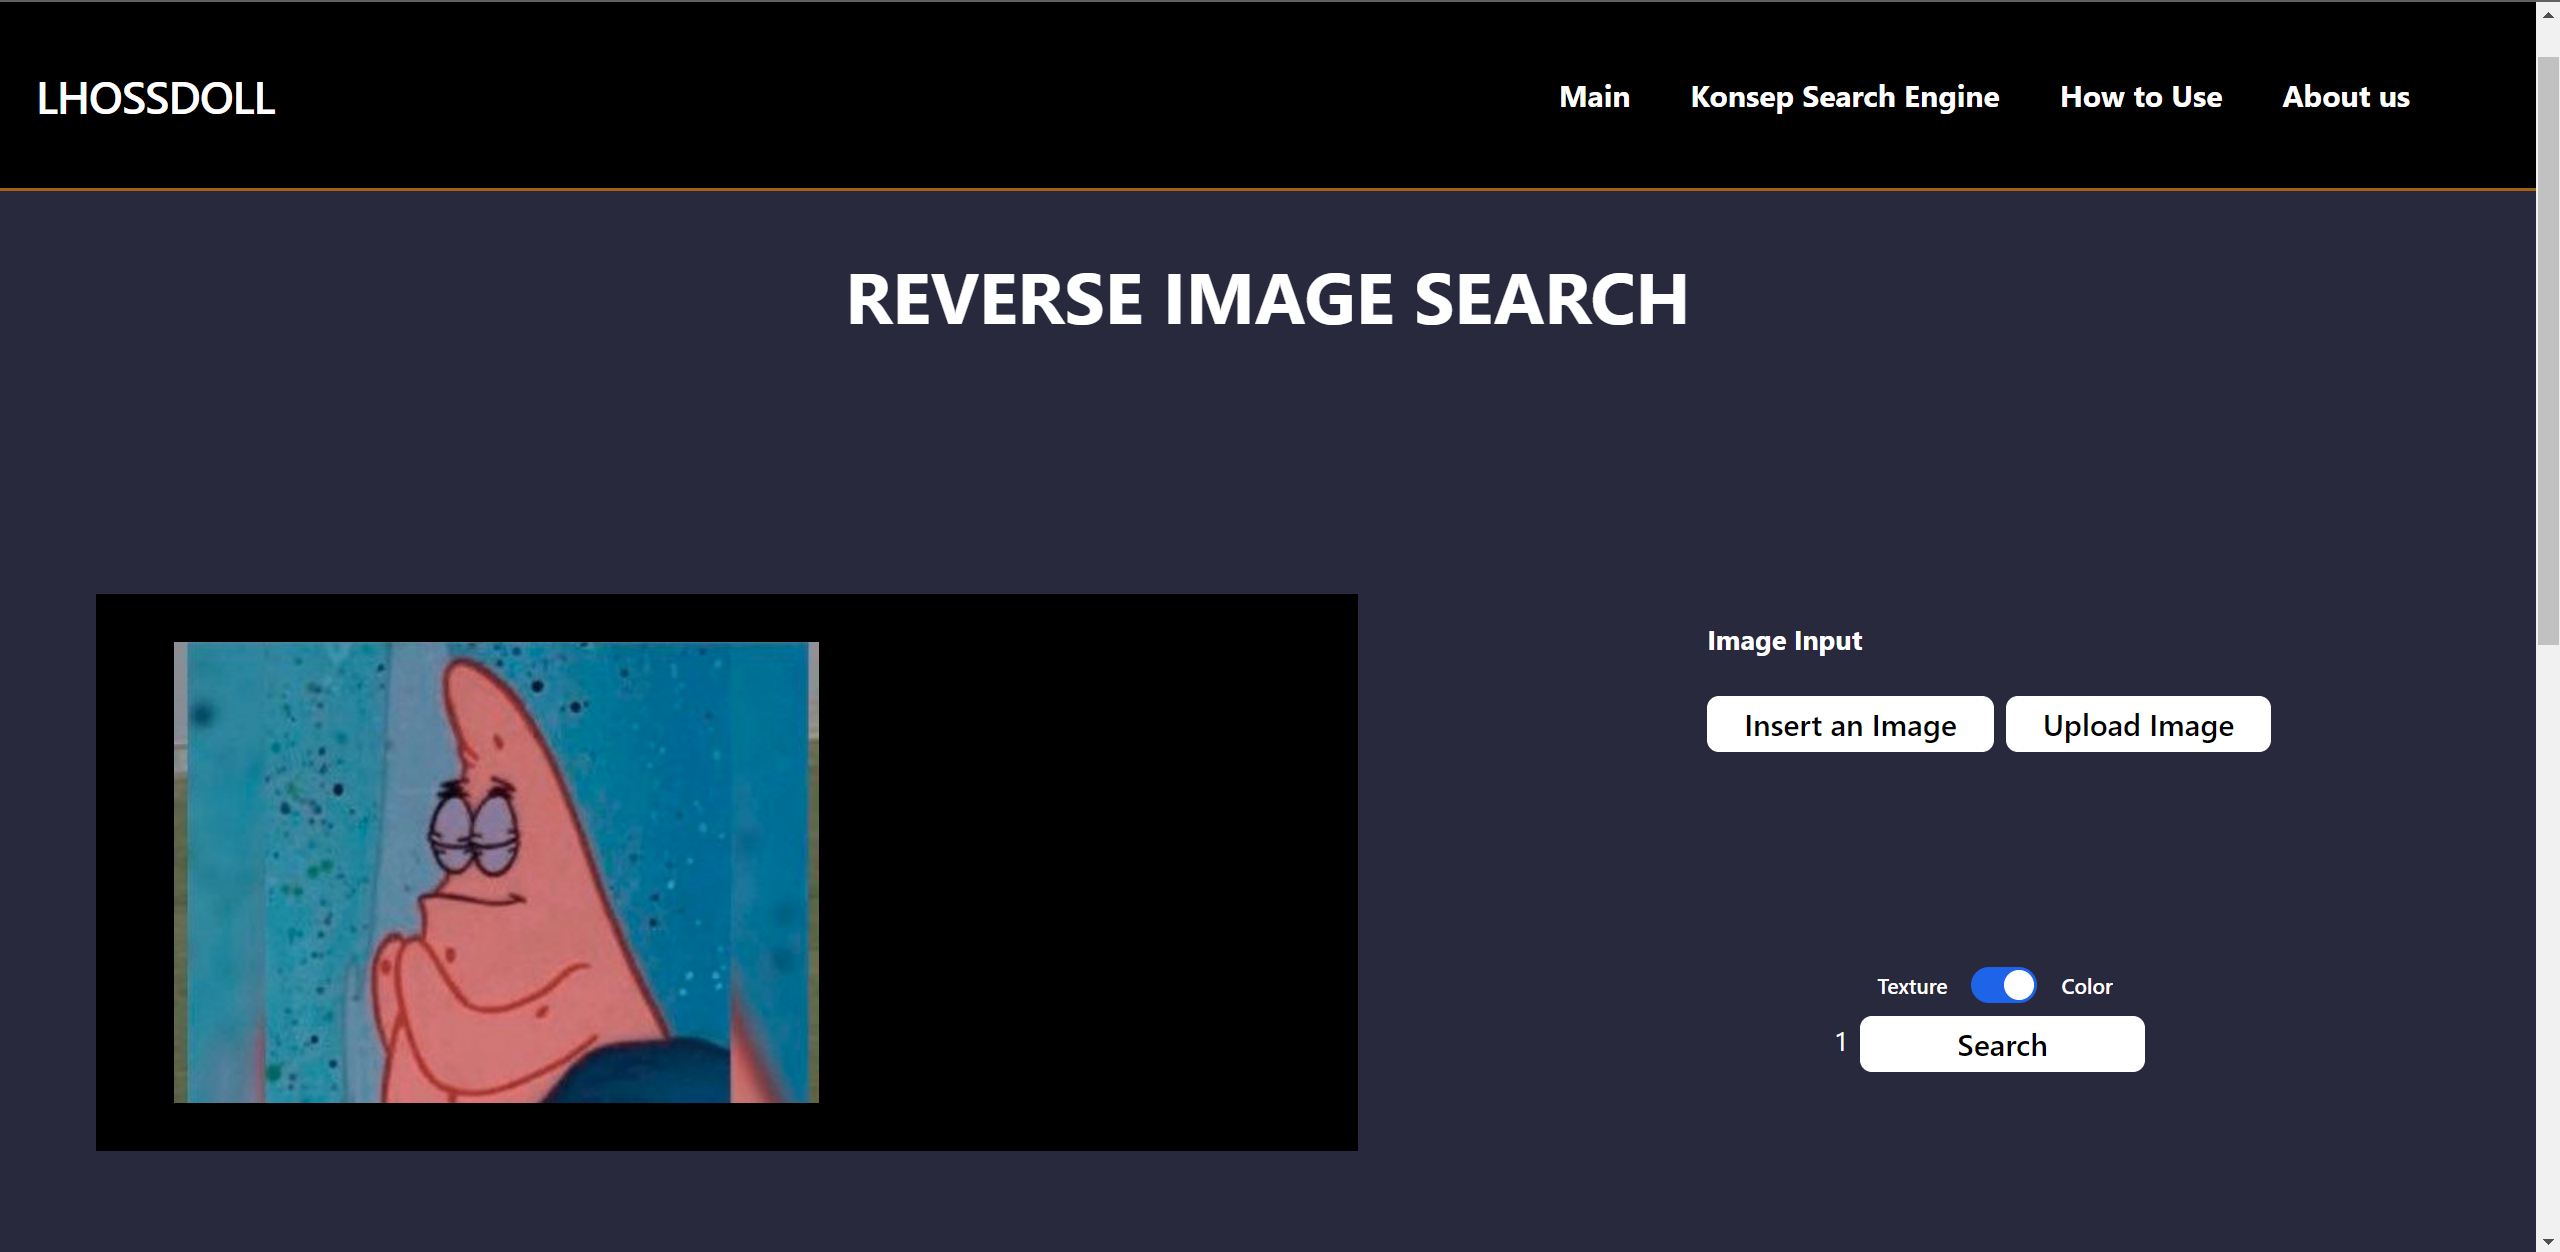 LHOSSDOLL
Main Konsep Search Engine How to Use About us
REVERSE IMAGE SEARCH
Image Input
Insert an Image Upload Image
Texture Color
1 Search